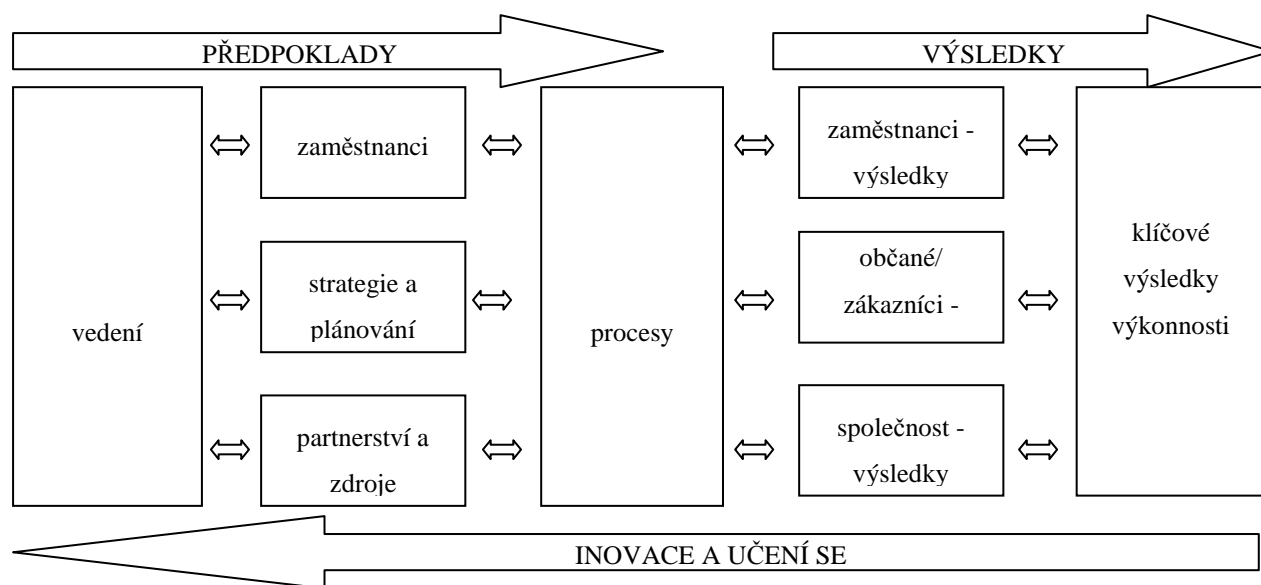 PŘEDPOKLADY
VÝSLEDKY
vedení
zaměstnanci
strategie a
plánování
partnerství a
zdroje
procesy
zaměstnanci -
výsledky
občané/
zákazníci -
společnost -
výsledky
klíčové
výsledky
výkonnosti
INOVACE A UČENÍ SE